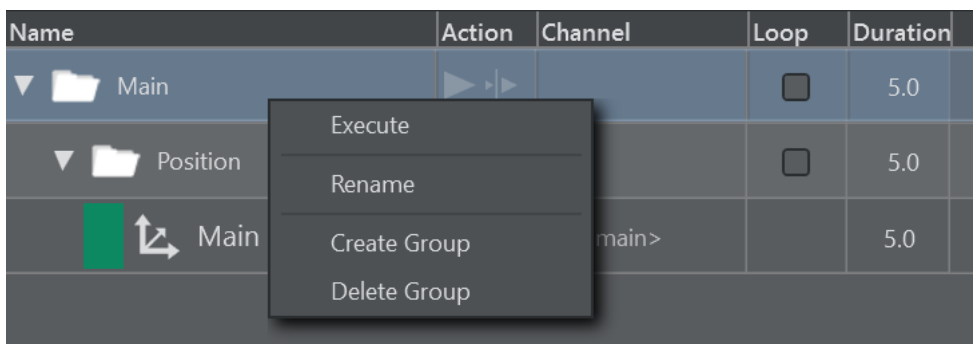 Name Action Channel Loop Duration
Main 5.0
Execute
Position 5.0
Rename
Main main> 5.0
Create Group
Delete Group